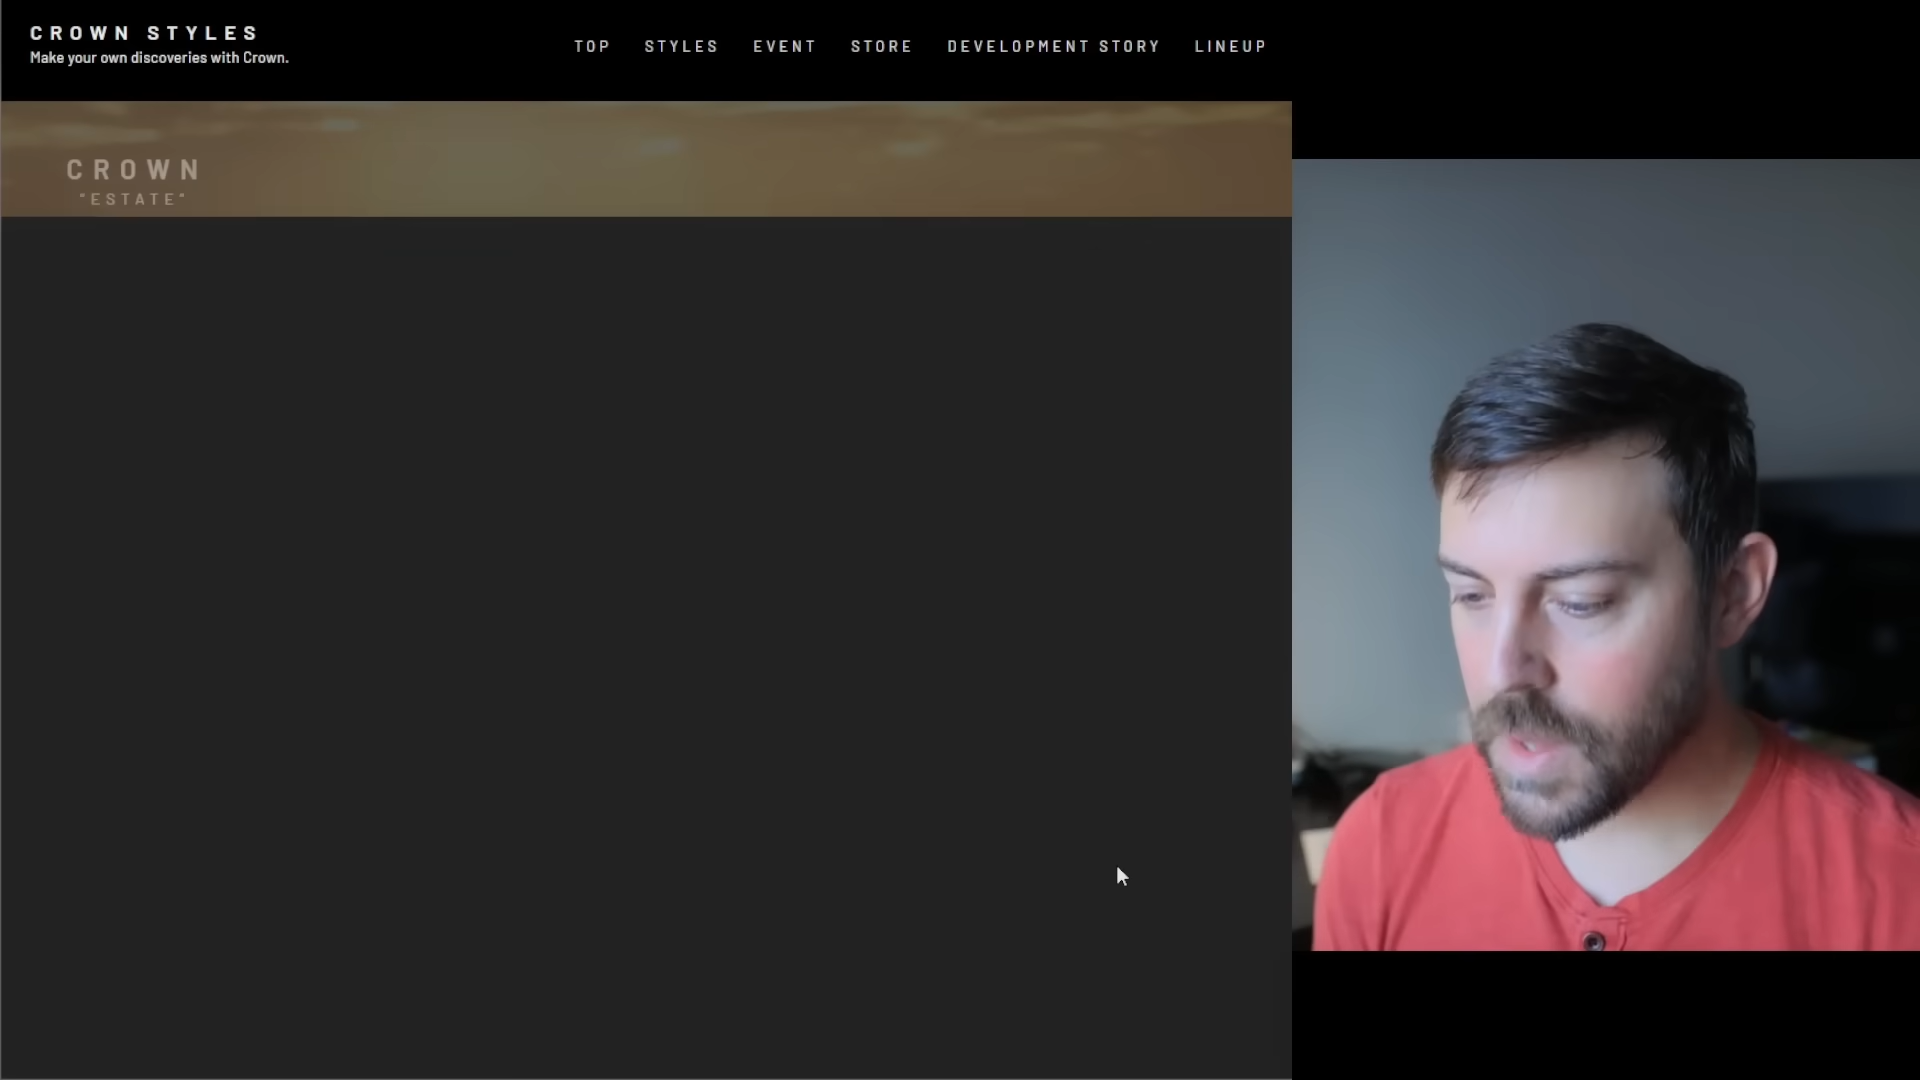 CROWN STYLES
Make your own discoveries with Crown.
TOP STYLES EVENT STORE DEVELOPMENT STORY LINEUP
CROWN
"ESTATE"